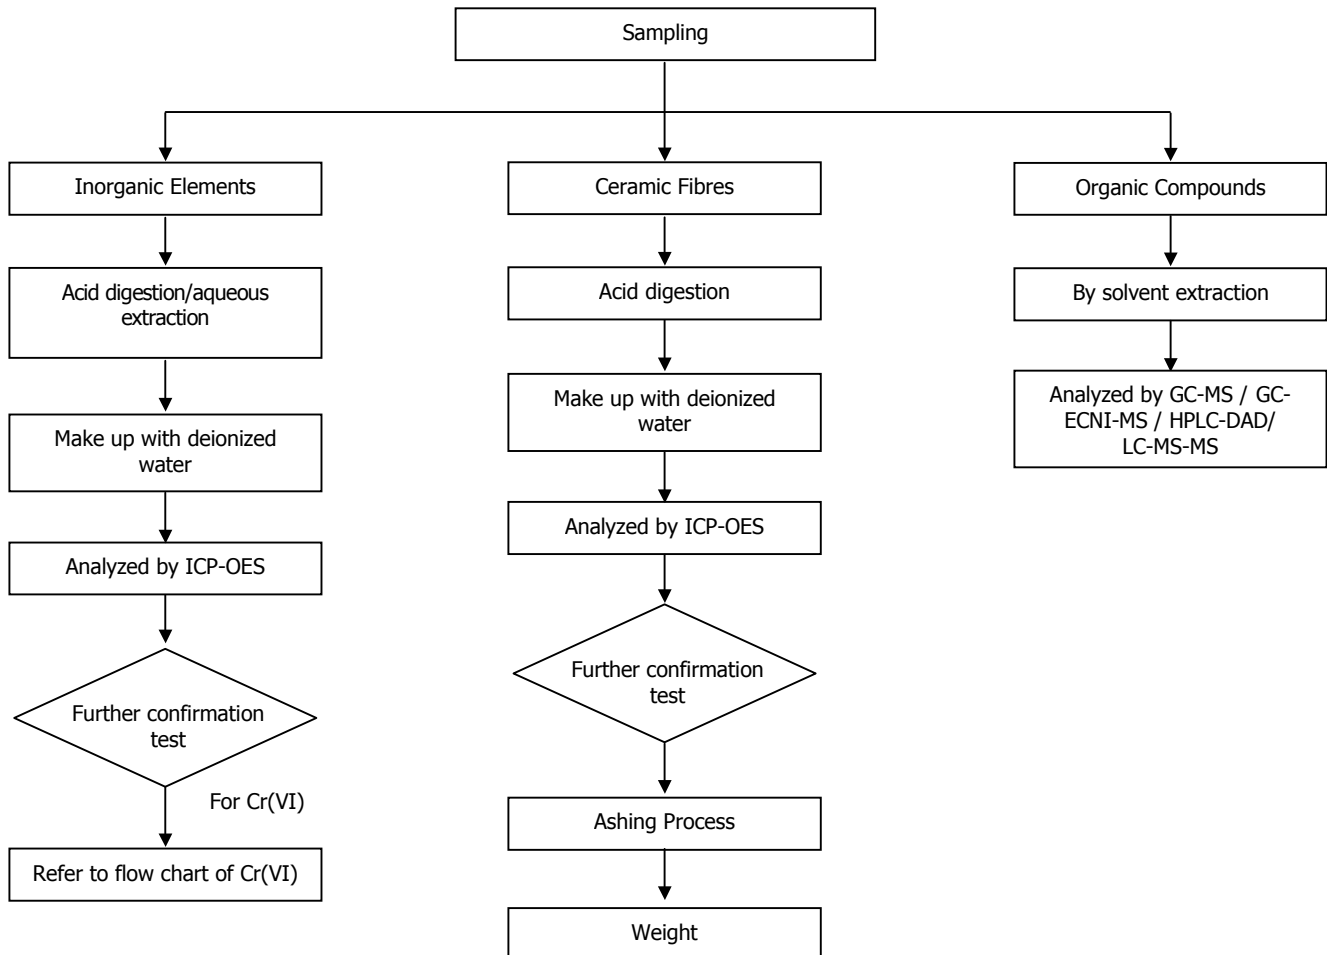 Sampling
Inorganic Elements
Acid digestion/aqueous
extraction
Make up with deionized
water
Analyzed by ICP-OES
Further confirmation
test
For Cr(VI)
Refer to flow chart of Cr(VI)
Ceramic Fibres
Acid digestion
Make up with deionized
water
Analyzed by ICP-OES
Further confirmation
test
Ashing Process
Weight
Organic Compounds
By solvent extraction
Analyzed by GC-MS / GC-
ECNI-MS / HPLC-DAD/
LC-MS-MS